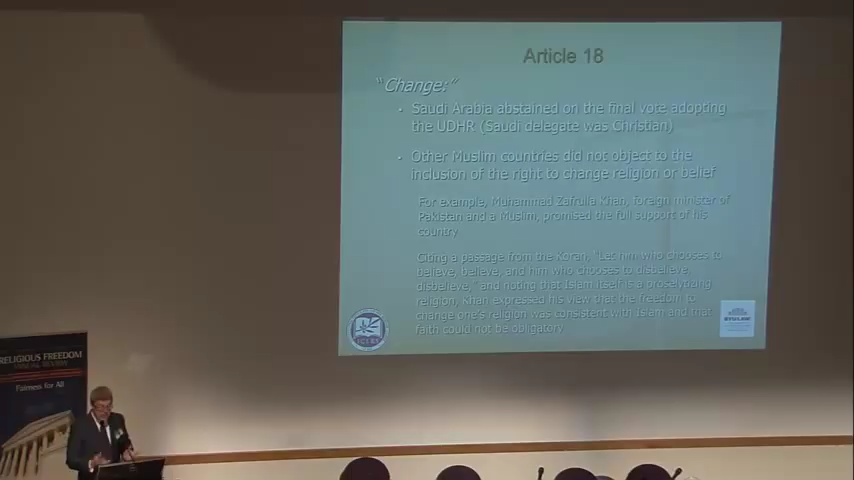 Article 18
"Change:"
• Saudi Arabia abstained on the final vote adopting
the UDHR (Saudi delegate was Christian)
• Other Muslim countries did not object to the
inclusion of the right to change religion or belief
For example, Muhammad Zafrulla Khan, foreign minister of
Pakistan and a Muslim, promised the full support of his
country
Citing a passage from the Koran, "Let him who chooses to
believe, believe, and him who chooses to disbelieve,
disbelieve," and noting that Islam itself is a proselytizing
religion, Khan expressed his view that the freedom to
change one's religion was consistent with Islam and that
faith could not be obligatory
ICLRS
BYU LAW
RELIGIOUS FREEDOM
ANNUAL REVIEW
Fairness for All